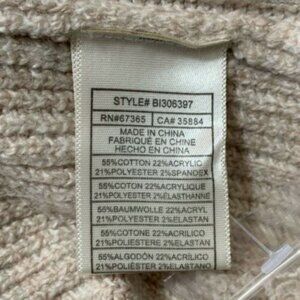 STYLE# BI306397
RN#67365 CA# 35884
MADE IN CHINA
FABRIQUÉ EN CHINE
HECHO EN CHINA
55%COTTON 22%ACRYLIC
21%POLYESTER 2%SPANDEX
55%COTON 22%ACRYLIQUE
21%POLYESTER 2%ELASTHANNE
55%BAUMWOLLE 22%ACRYL
21%POLYESTER 2%ELASTAN
55%COTONE 22%ACRILICO
21%POLIESTERE 2%ELASTAN
55%ALGODÓN 22%ACRÍLICO
21%POLIÉSTER 2%ELASTANO